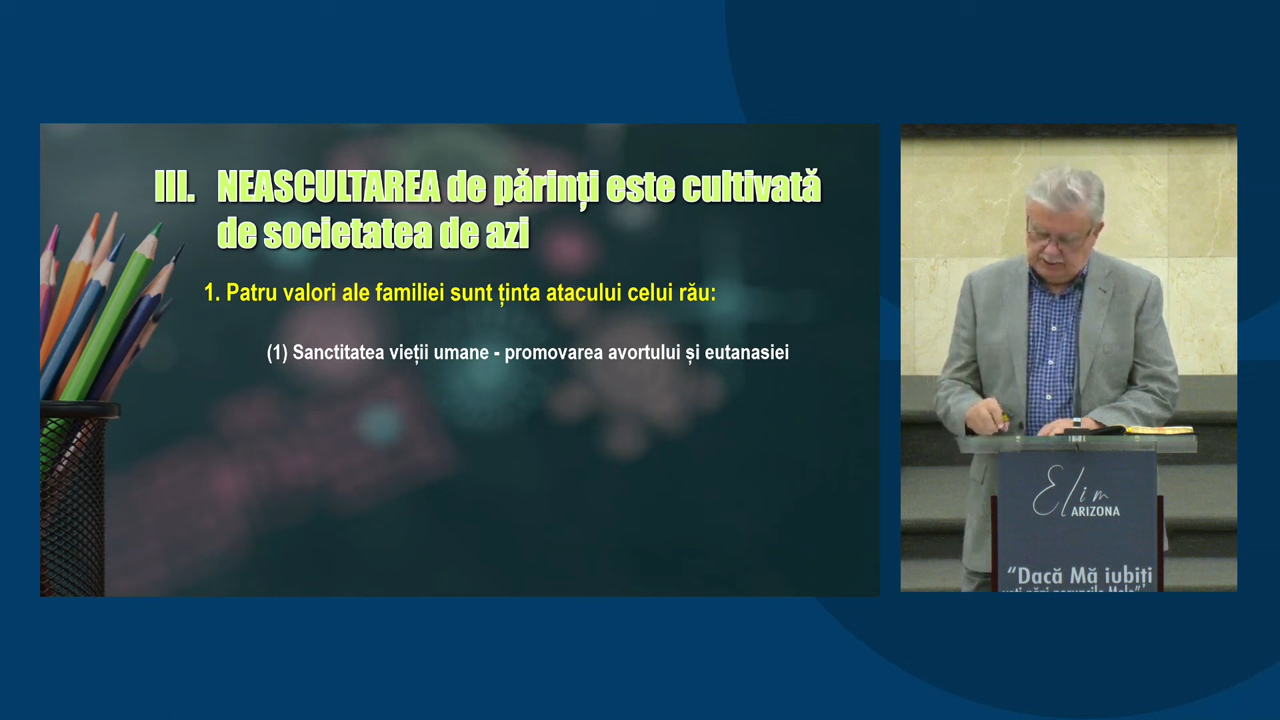 III. NEASCULTAREA de părinți este cultivată
de societatea de azi
1. Patru valori ale familiei sunt ținta atacului celui rău:
(1) Sanctitatea vieții umane - promovarea avortului și eutanasiei
Elim
ARIZONA
“Dacă Mă iubiți